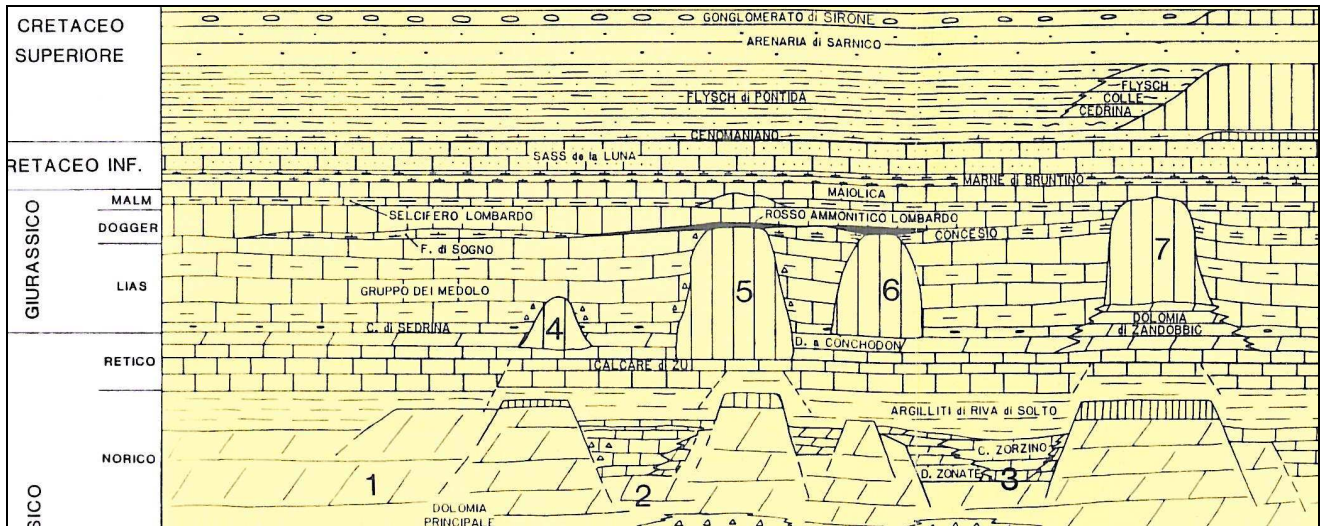 CRETACEO
SUPERIORE
GONGLOMERATO di SIRONE
ARENARIA di SARNICO
FLYSCH di PONTIDA
FLYSCH
COLLE
CEDRINA
CENOMANIANO
RETACEO INF.
SASS de la LUNA
MARNE di BRUNTINO
GIURASSICO
MALM
MAIOLICA
SELCIFERO LOMBARDO
ROSSO AMMONITICO LOMBARDO
DOGGER
CONCESIO
F. di SOGNO
LIAS
GRUPPO DEI MEDOLO
5
6
7
4
C. di SEDRINA
DOLOMIA
di ZANDOBBIC
D. a CONCHODON
RETICO
CALCARE di ZU
ARGILLITI di RIVA di SOLTO
NORICO
C. ZORZINO
D. ZONATE
1
2
3
DOLOMIA
PRINCIPALE
SICO